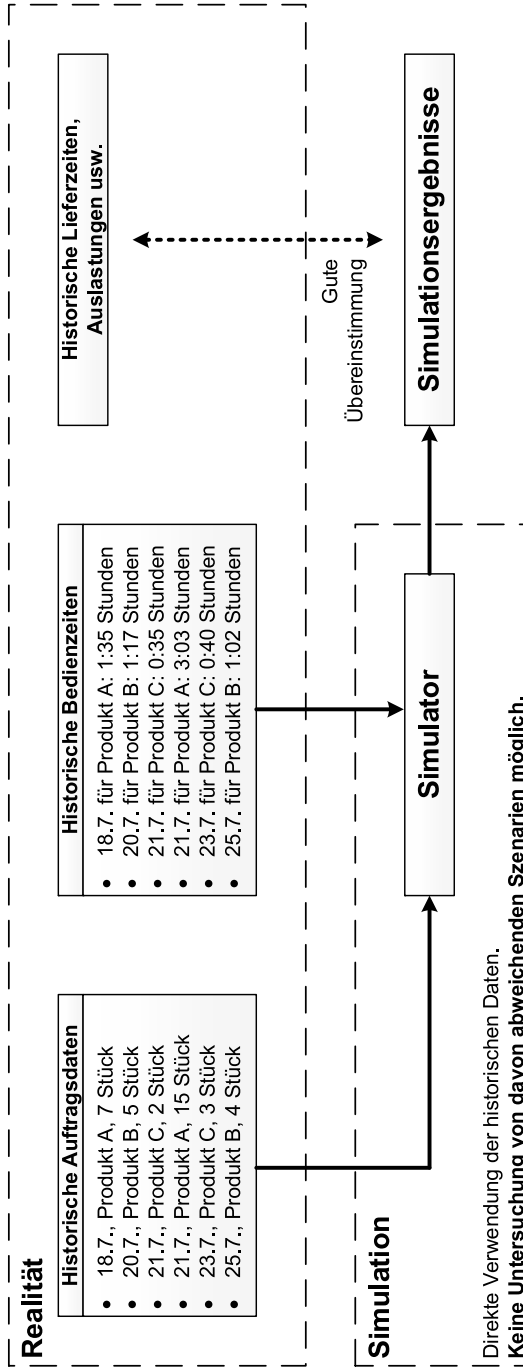 Realität
Historische Auftragsdaten
• 18.7., Produkt A, 7 Stück
• 20.7., Produkt B, 5 Stück
• 21.7., Produkt C, 2 Stück
• 21.7., Produkt A, 15 Stück
• 23.7., Produkt C, 3 Stück
• 25.7., Produkt B, 4 Stück
Historische Bedienzeiten
• 18.7. für Produkt A: 1:35 Stunden
• 20.7. für Produkt B: 1:17 Stunden
• 21.7. für Produkt C: 0:35 Stunden
• 21.7. für Produkt A: 3:03 Stunden
• 23.7. für Produkt C: 0:40 Stunden
• 25.7. für Produkt B: 1:02 Stunden
Historische Lieferzeiten,
Auslastungen usw.
Gute
Übereinstimmung
Simulation
Simulator
Simulationsergebnisse
Direkte Verwendung der historischen Daten.
Keine Untersuchung von davon abweichenden Szenarien möglich.